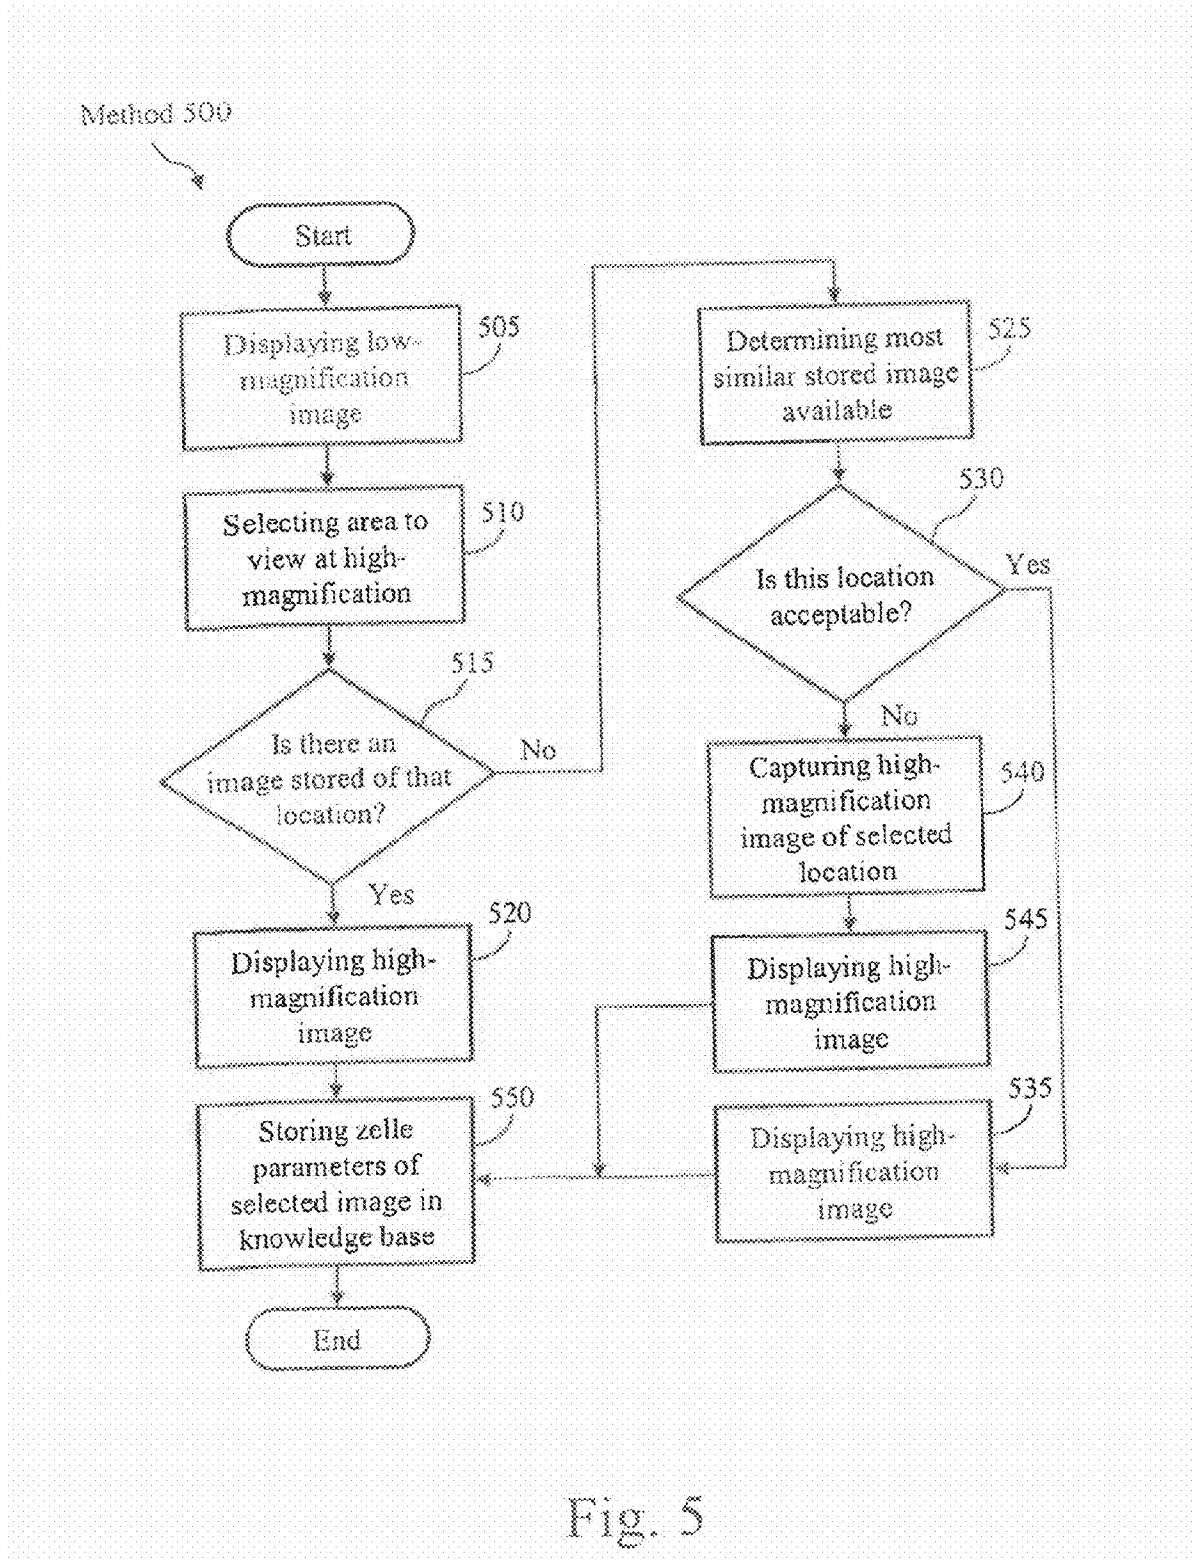 Method 500
Start
Displaying low-
magnification
image
505
Selecting area to
view at high-
magnification
510
Is there an
image stored of that
location?
515
No
Yes
Displaying high-
magnification
image
520
Storing zelle
parameters of
selected image in
knowledge base
550
End
Determining most
similar stored image
available
525
Is this location
acceptable?
530
Yes
No
Capturing high-
magnification
image of selected
location
540
Displaying high-
magnification
image
545
Displaying high-
magnification
image
535
Fig. 5